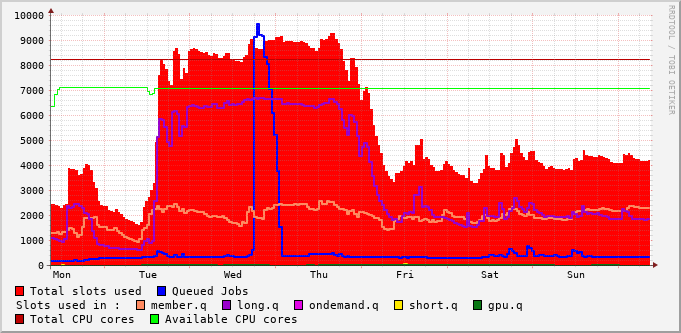 10000
9000
8000
7000
6000
5000
4000
3000
2000
1000
0
Mon Tue Wed Thu Fri Sat Sun
RRDTOOL / TOBI OETIKER
Total slots used Queued Jobs
Slots used in : member.q long.q ondemand.q short.q gpu.q
Total CPU cores Available CPU cores